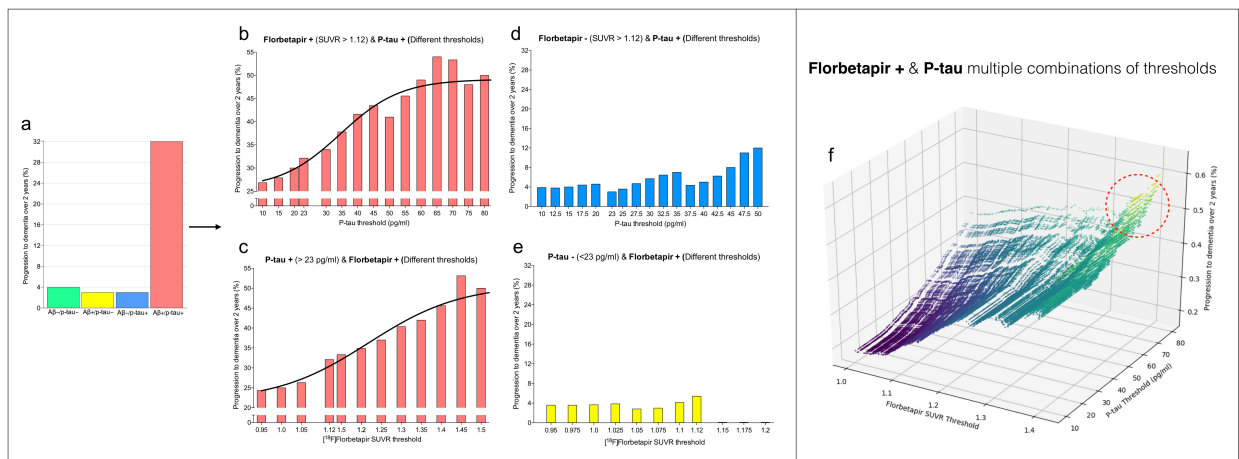 a
Progression to dementia over 2 years (%)
32
28
24
20
16
12
8
4
0
Aβ-/p-tau- Aβ+/p-tau- Aβ-/p-tau+ Aβ+/p-tau+
b
Florbetapir + (SUVR > 1.12) & P-tau + (Different thresholds)
Progression to dementia over 2 years (%)
55
50
45
40
35
30
25
1
0
10 15 20 23 30 35 40 45 50 55 60 65 70 75 80
P-tau threshold (pg/ml)
c
P-tau + (> 23 pg/ml) & Florbetapir + (Different thresholds)
Progression to dementia over 2 years (%)
55
50
45
40
35
30
25
20
0
0.95 1.0 1.05 1.12 1.15 1.2 1.25 1.3 1.35 1.4 1.45 1.5
[¹⁸F]Florbetapir SUVR threshold
d
Florbetapir - (SUVR > 1.12) & P-tau + (Different thresholds)
Progression to dementia over 2 years (%)
32
28
24
20
16
12
8
4
0
10 12.5 15 17.5 20 23 25 27.5 30 32.5 35 37.5 40 42.5 45 47.5 50
P-tau threshold (pg/ml)
e
P-tau - (<23 pg/ml) & Florbetapir + (Different thresholds)
Progression to dementia over 2 years (%)
32
28
24
20
16
12
8
4
0
0.95 0.975 1.0 1.025 1.05 1.075 1.1 1.12 1.15 1.175 1.2
[¹⁸F]Florbetapir SUVR threshold
Florbetapir + & P-tau multiple combinations of thresholds
f
0.6
0.5
0.4
0.3
0.2
Progression to dementia over 2 years (%)
80
70
60
50
40
30
20
10
P-tau Threshold (pg/ml)
1.0
1.1
1.2
1.3
1.4
Florbetapir SUVR Threshold